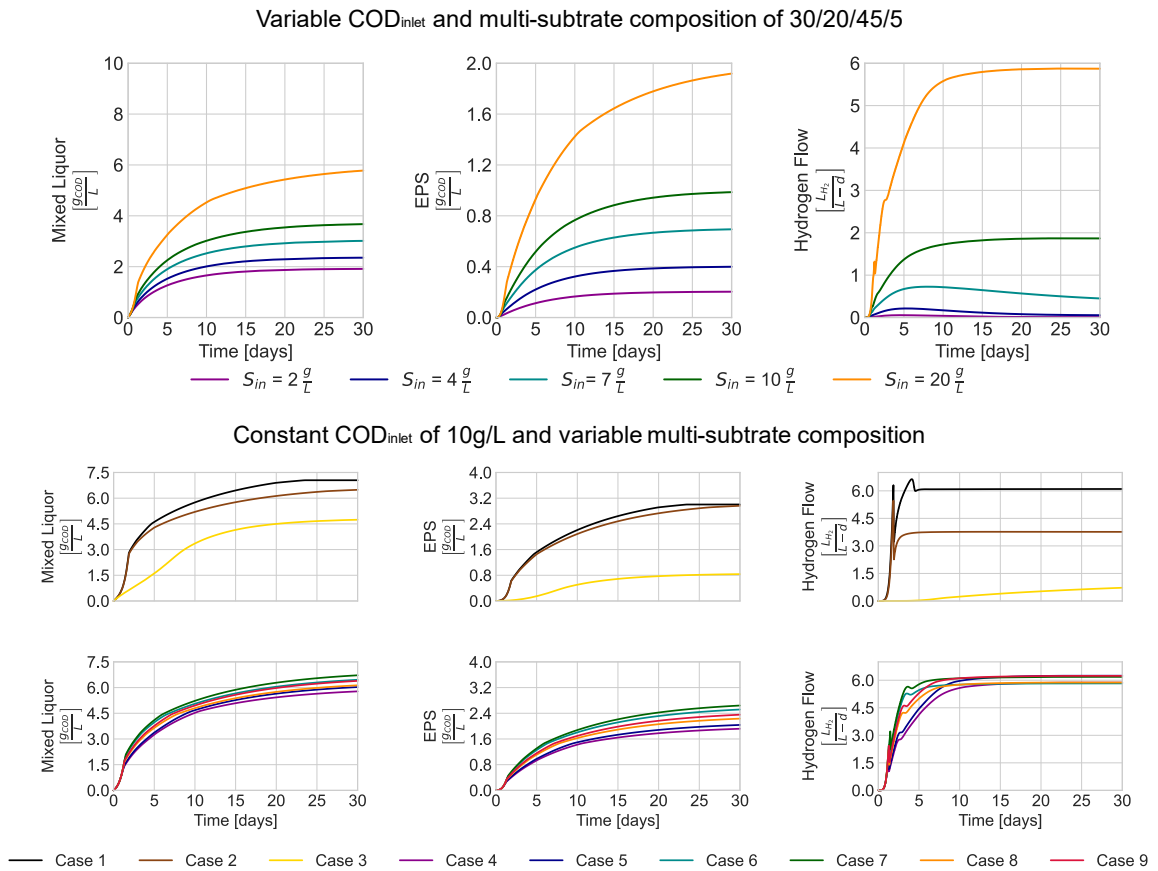 Variable CODinlet and multi-subtrate composition of 30/20/45/5
10
8
6
4
2
0
0 5 10 15 20 25 30
Time [days]
Mixed Liquor
[gCOD/L]
2.0
1.6
1.2
0.8
0.4
0.0
0 5 10 15 20 25 30
Time [days]
EPS
[gCOD/L]
6
5
4
3
2
1
0
0 5 10 15 20 25 30
Time [days]
Hydrogen Flow
[LH2/L−d]
Sin = 2 g/L
Sin = 4 g/L
Sin = 7 g/L
Sin = 10 g/L
Sin = 20 g/L
Constant CODinlet of 10g/L and variable multi-subtrate composition
7.5
6.0
4.5
3.0
1.5
0.0
Mixed Liquor
[gCOD/L]
4.0
3.2
2.4
1.6
0.8
0.0
EPS
[gCOD/L]
6.0
4.5
3.0
1.5
0.0
Hydrogen Flow
[LH2/L−d]
7.5
6.0
4.5
3.0
1.5
0.0
0 5 10 15 20 25 30
Time [days]
Mixed Liquor
[gCOD/L]
4.0
3.2
2.4
1.6
0.8
0.0
0 5 10 15 20 25 30
Time [days]
EPS
[gCOD/L]
6.0
4.5
3.0
1.5
0.0
0 5 10 15 20 25 30
Time [days]
Hydrogen Flow
[LH2/L−d]
Case 1
Case 2
Case 3
Case 4
Case 5
Case 6
Case 7
Case 8
Case 9